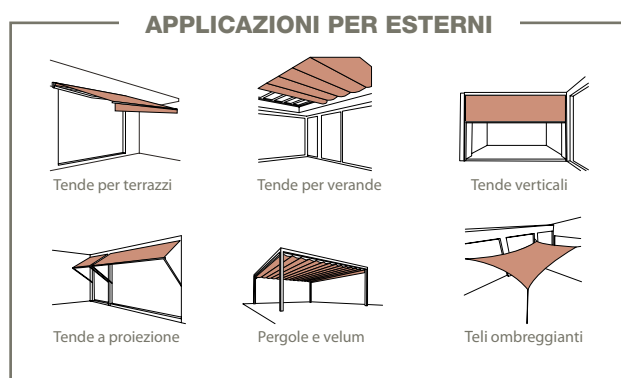 APPLICAZIONI PER ESTERNI
Tende per terrazzi
Tende per verande
Tende verticali
Tende a proiezione
Pergole e velum
Teli ombreggianti